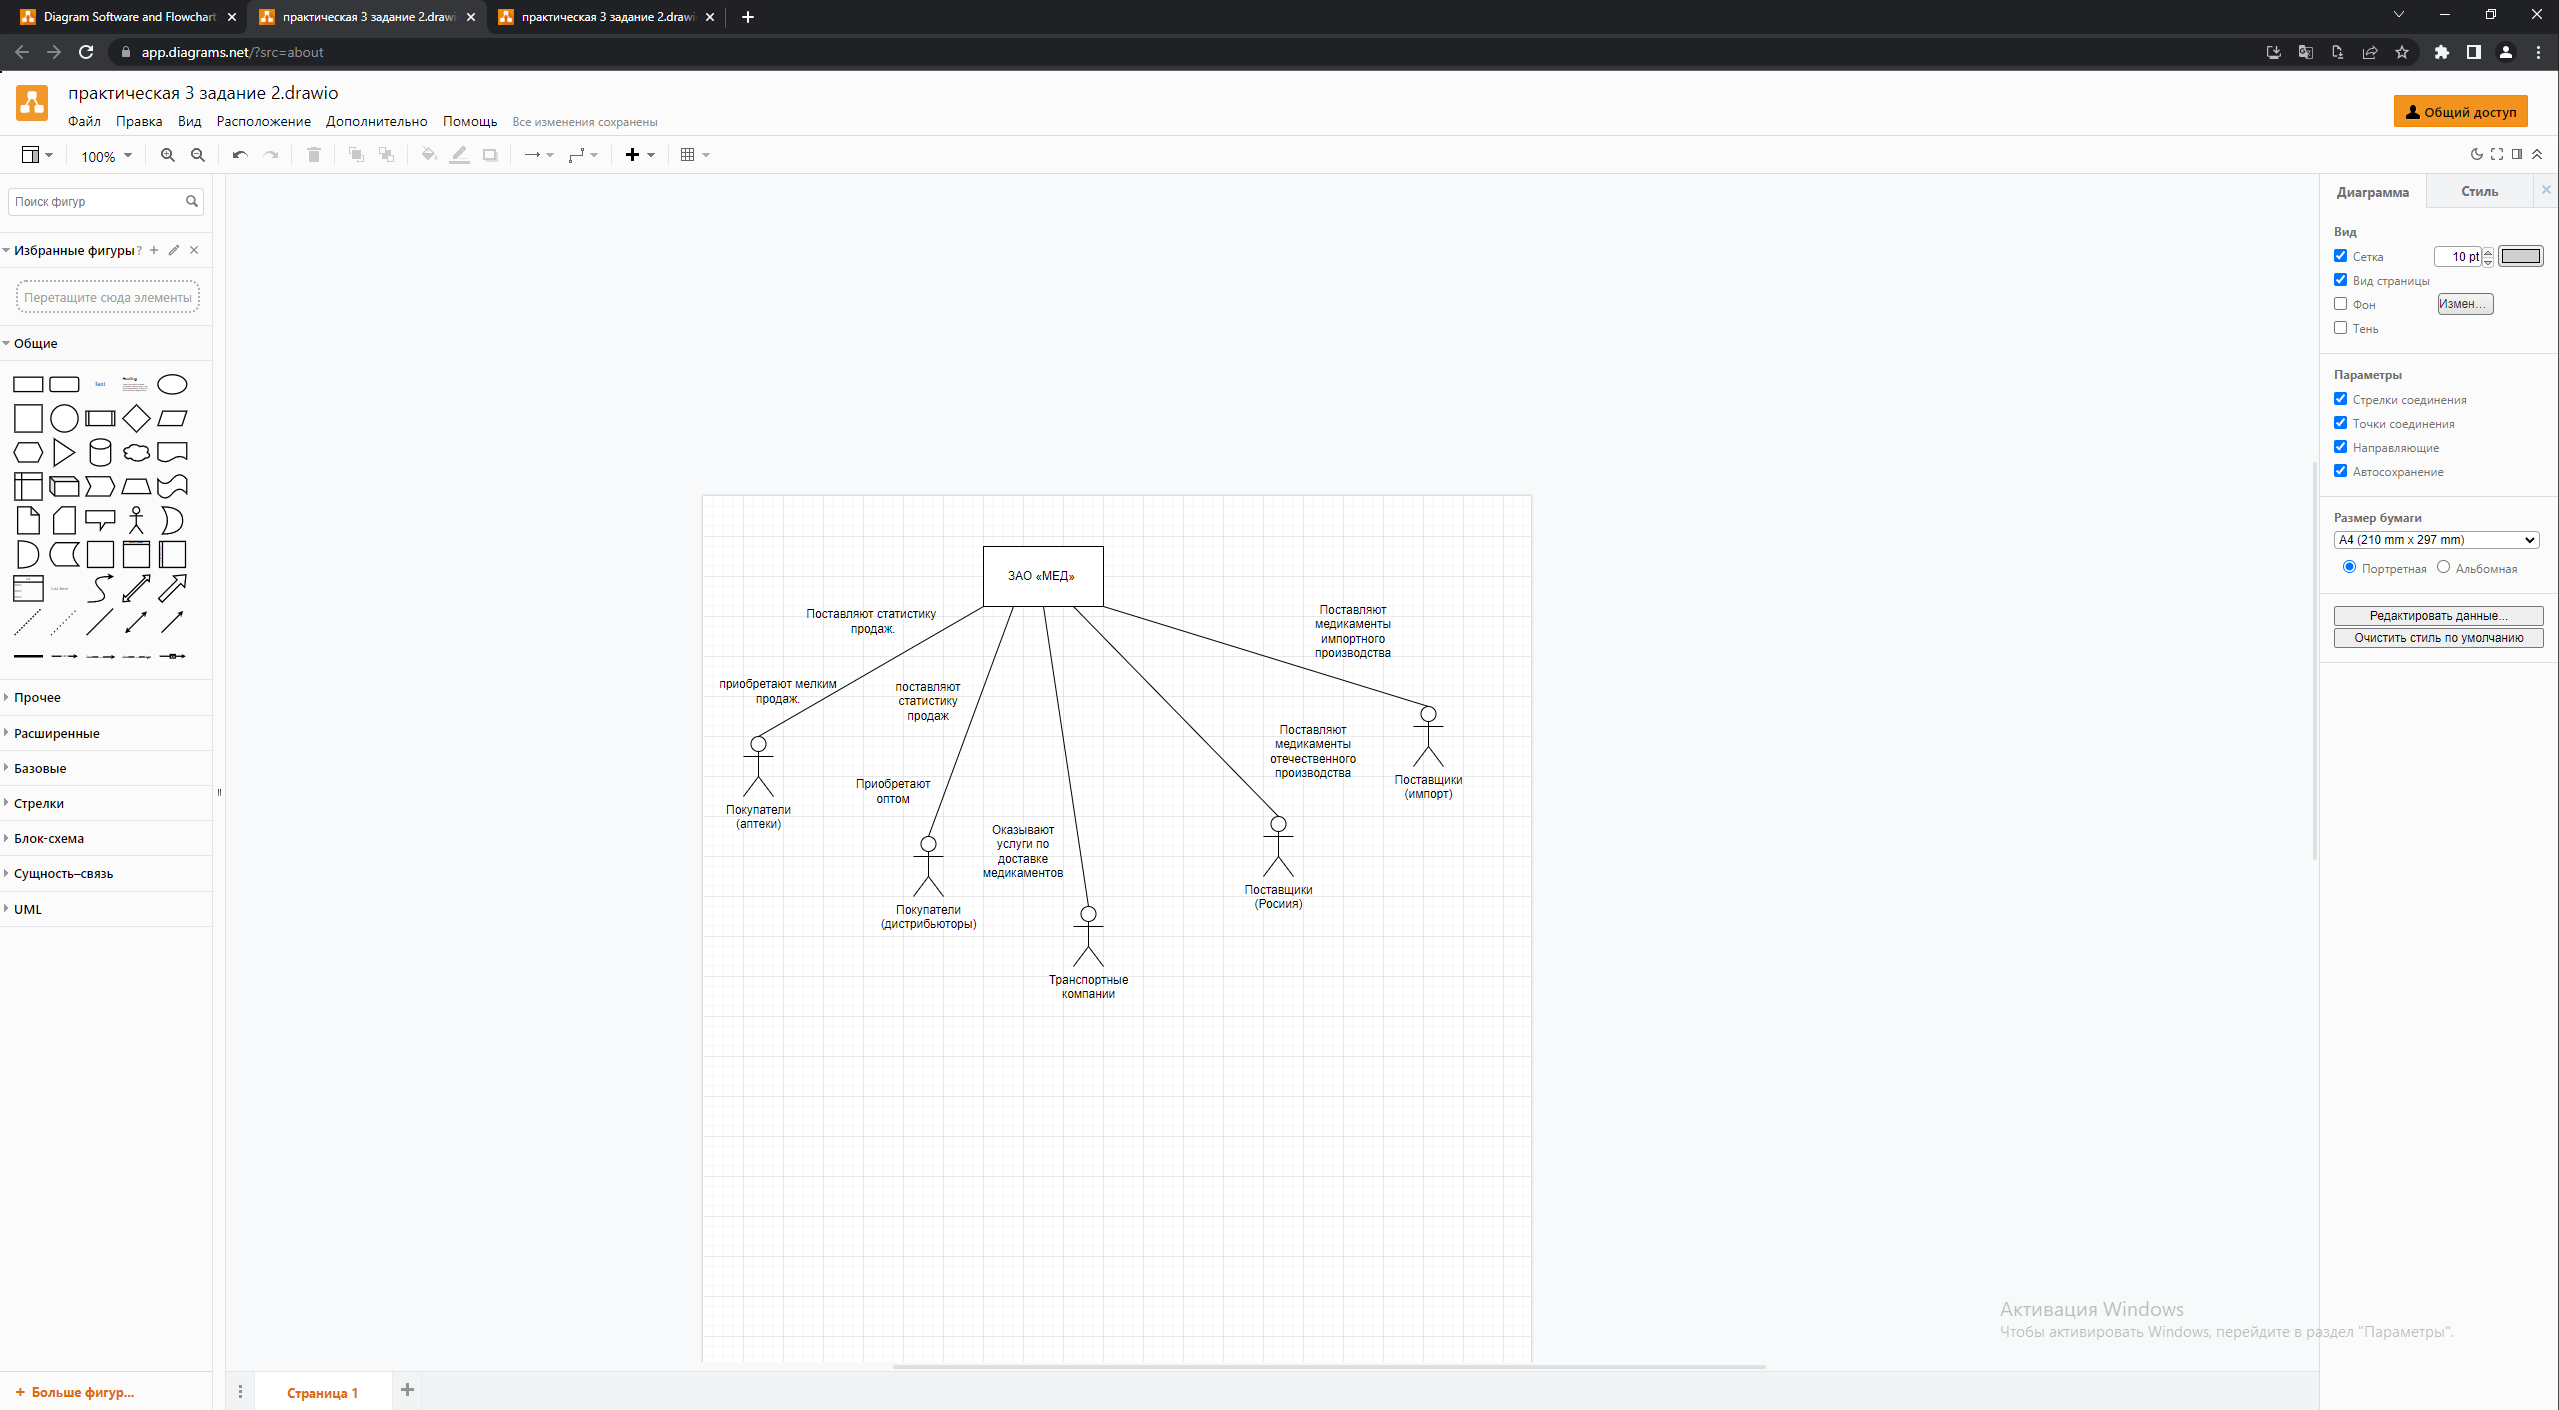 Diagram Software and Flowchart
практическая 3 задание 2.drawi
практическая 3 задание 2.drawi
app.diagrams.net/?src=about
практическая 3 задание 2.drawio
Файл Правка Вид Расположение Дополнительно Помощь Все изменения сохранены
Общий доступ
100%
Поиск фигур
Избранные фигуры ?
Перетащите сюда элементы
Общие
Text
Heading
Прочее
Расширенные
Базовые
Стрелки
Блок-схема
Сущность–связь
UML
+ Больше фигур...
ЗАО «МЕД»
Поставляют статистику
продаж.
приобретают мелким
продаж.
поставляют
статистику
продаж
Приобретают
оптом
Оказывают
услуги по
доставке
медикаментов
Поставляют
медикаменты
импортного
производства
Поставляют
медикаменты
отечественного
производства
Покупатели
(аптеки)
Покупатели
(дистрибьюторы)
Транспортные
компании
Поставщики
(Росиия)
Поставщики
(импорт)
Диаграмма
Стиль
Вид
Сетка
10 pt
Вид страницы
Фон
Измен...
Тень
Параметры
Стрелки соединения
Точки соединения
Направляющие
Автосохранение
Размер бумаги
A4 (210 mm x 297 mm)
Портретная Альбомная
Редактировать данные...
Очистить стиль по умолчанию
Активация Windows
Чтобы активировать Windows, перейдите в раздел "Параметры".
Страница 1